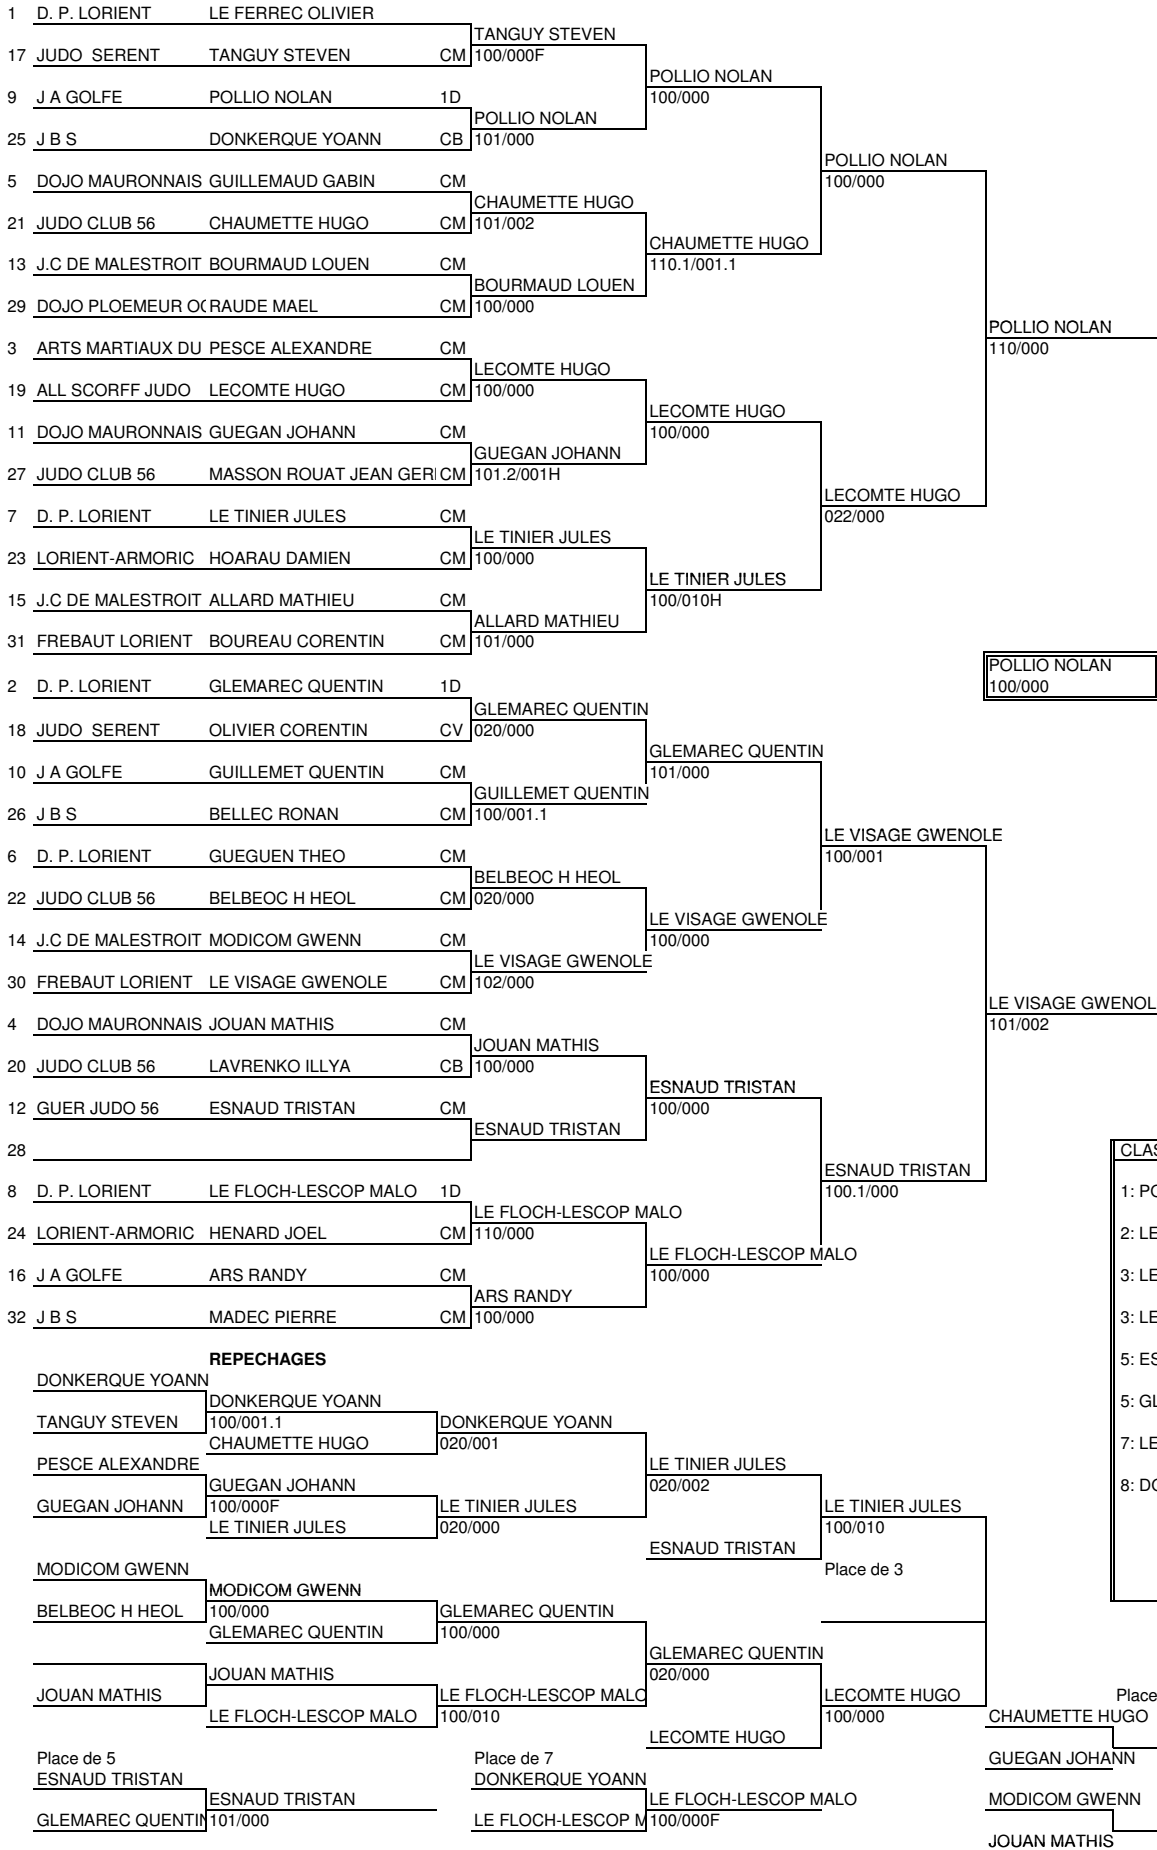 1 D. P. LORIENT LE FERREC OLIVIER
TANGUY STEVEN
17 JUDO SERENT TANGUY STEVEN CM 100/000F
POLLIO NOLAN
9 J A GOLFE POLLIO NOLAN 1D 100/000
POLLIO NOLAN
25 J B S DONKERQUE YOANN CB 101/000
POLLIO NOLAN
5 DOJO MAURONNAIS GUILLEMAUD GABIN CM 100/000
CHAUMETTE HUGO
21 JUDO CLUB 56 CHAUMETTE HUGO CM 101/002
CHAUMETTE HUGO
13 J.C DE MALESTROIT BOURMAUD LOUEN CM 110.1/001.1
BOURMAUD LOUEN
29 DOJO PLOEMEUR OC RAUDE MAEL CM 100/000
POLLIO NOLAN
3 ARTS MARTIAUX DU PESCE ALEXANDRE CM 110/000
LECOMTE HUGO
19 ALL SCORFF JUDO LECOMTE HUGO CM 100/000
LECOMTE HUGO
11 DOJO MAURONNAIS GUEGAN JOHANN CM 100/000
GUEGAN JOHANN
27 JUDO CLUB 56 MASSON ROUAT JEAN GERI CM 101.2/001H
LECOMTE HUGO
7 D. P. LORIENT LE TINIER JULES CM 022/000
LE TINIER JULES
23 LORIENT-ARMORIC HOARAU DAMIEN CM 100/000
LE TINIER JULES
15 J.C DE MALESTROIT ALLARD MATHIEU CM 100/010H
ALLARD MATHIEU
31 FREBAUT LORIENT BOUREAU CORENTIN CM 101/000
POLLIO NOLAN
2 D. P. LORIENT GLEMAREC QUENTIN 1D 100/000
GLEMAREC QUENTIN
18 JUDO SERENT OLIVIER CORENTIN CV 020/000
GLEMAREC QUENTIN
10 J A GOLFE GUILLEMET QUENTIN CM 101/000
GUILLEMET QUENTIN
26 J B S BELLEC RONAN CM 100/001.1
LE VISAGE GWENOLE
6 D. P. LORIENT GUEGUEN THEO CM 100/001
BELBEOC H HEOL
22 JUDO CLUB 56 BELBEOC H HEOL CM 020/000
LE VISAGE GWENOLE
14 J.C DE MALESTROIT MODICOM GWENN CM 100/000
LE VISAGE GWENOLE
30 FREBAUT LORIENT LE VISAGE GWENOLE CM 102/000
LE VISAGE GWENOL
4 DOJO MAURONNAIS JOUAN MATHIS CM 101/002
JOUAN MATHIS
20 JUDO CLUB 56 LAVRENKO ILLYA CB 100/000
ESNAUD TRISTAN
12 GUER JUDO 56 ESNAUD TRISTAN CM 100/000
ESNAUD TRISTAN
28 CLAS
ESNAUD TRISTAN
8 D. P. LORIENT LE FLOCH-LESCOP MALO 1D 100.1/000 1: PO
LE FLOCH-LESCOP MALO
24 LORIENT-ARMORIC HENARD JOEL CM 110/000 2: LE
LE FLOCH-LESCOP MALO
16 J A GOLFE ARS RANDY CM 100/000 3: LE
ARS RANDY
32 J B S MADEC PIERRE CM 100/000 3: LE
REPECHAGES 5: ES
DONKERQUE YOANN
DONKERQUE YOANN 5: GL
TANGUY STEVEN 100/001.1 DONKERQUE YOANN
CHAUMETTE HUGO 020/001 7: LE
PESCE ALEXANDRE LE TINIER JULES
GUEGAN JOHANN 020/002 8: DO
GUEGAN JOHANN 100/000F LE TINIER JULES LE TINIER JULES
LE TINIER JULES 020/000 100/010
ESNAUD TRISTAN
MODICOM GWENN Place de 3
MODICOM GWENN
BELBEOC H HEOL 100/000 GLEMAREC QUENTIN
GLEMAREC QUENTIN 100/000
GLEMAREC QUENTIN
JOUAN MATHIS 020/000
JOUAN MATHIS LE FLOCH-LESCOP MALO LECOMTE HUGO Place
LE FLOCH-LESCOP MALO 100/010 100/000 CHAUMETTE HUGO
LECOMTE HUGO
Place de 5 Place de 7 GUEGAN JOHANN
ESNAUD TRISTAN DONKERQUE YOANN
ESNAUD TRISTAN LE FLOCH-LESCOP MALO MODICOM GWENN
GLEMAREC QUENTIN 101/000 LE FLOCH-LESCOP M 100/000F
JOUAN MATHIS